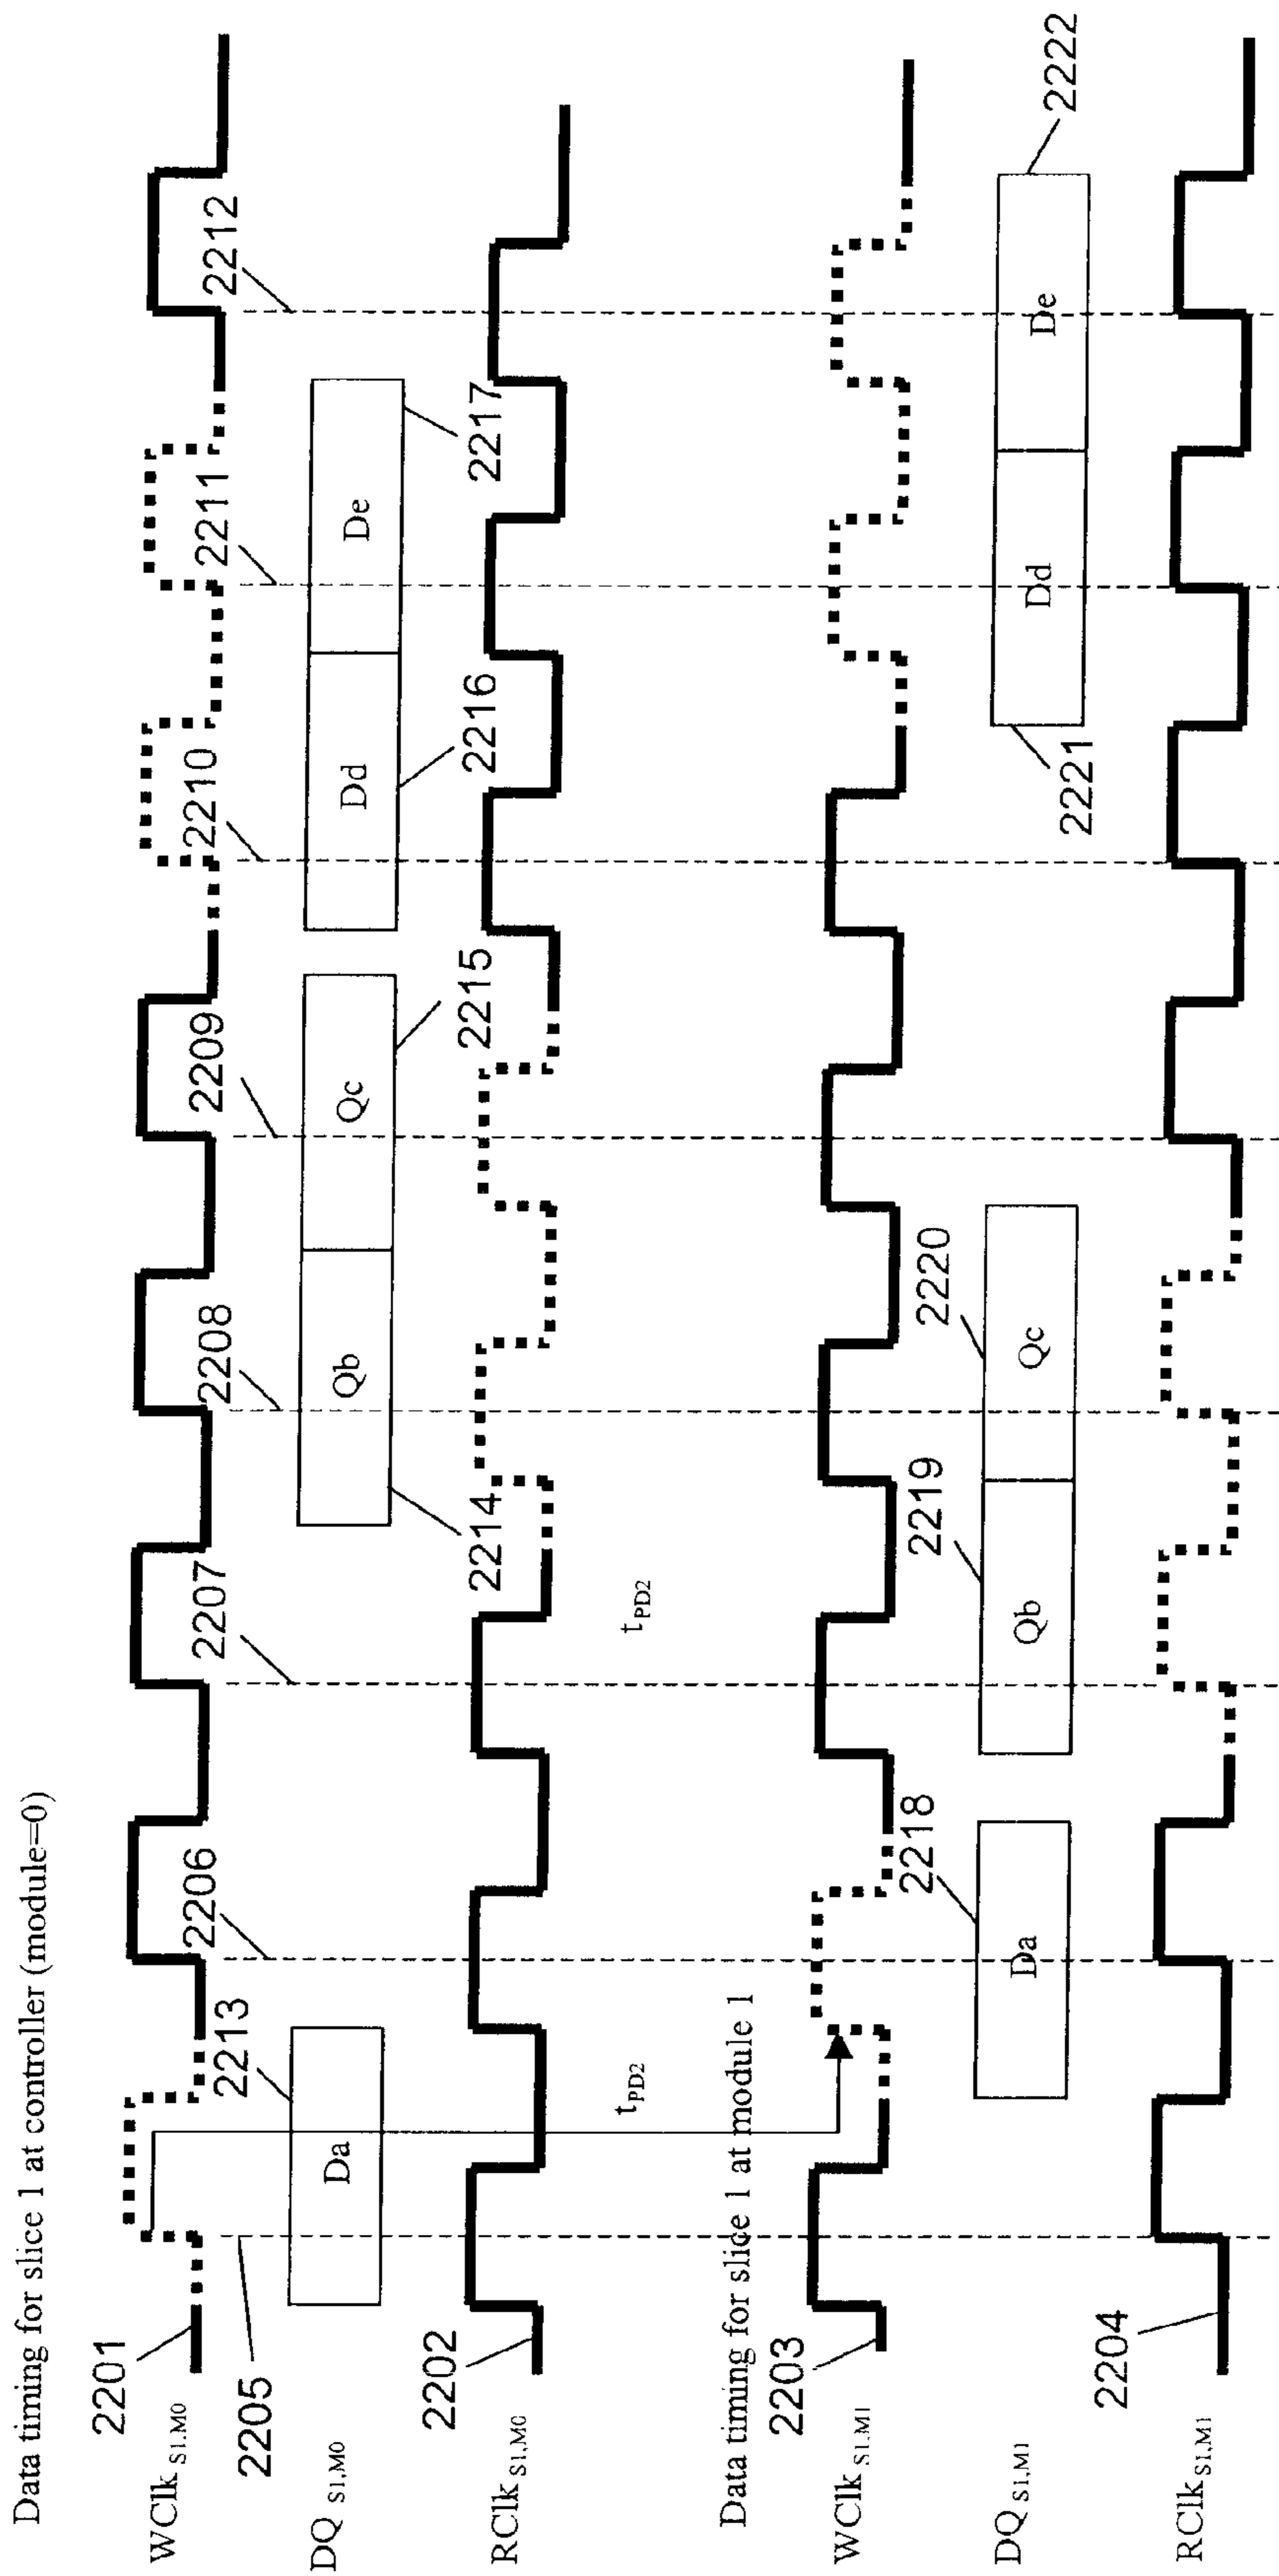 Data timing for slice 1 at controller (module=0)
2201
2205
2213
2206
2207
2208
2209
2210
2211
2212
WClk S1,M0
DQ S1,M0
Da
Qb
Qc
Dd
De
2202
2214
2215
2216
2217
RClk S1,M0
tPD2
tPD2
Data timing for slice 1 at module 1
2203
2218
2219
2220
WClk S1,M1
DQ S1,M1
Da
Qb
Qc
Dd
De
2204
2221
2222
RClk S1,M1